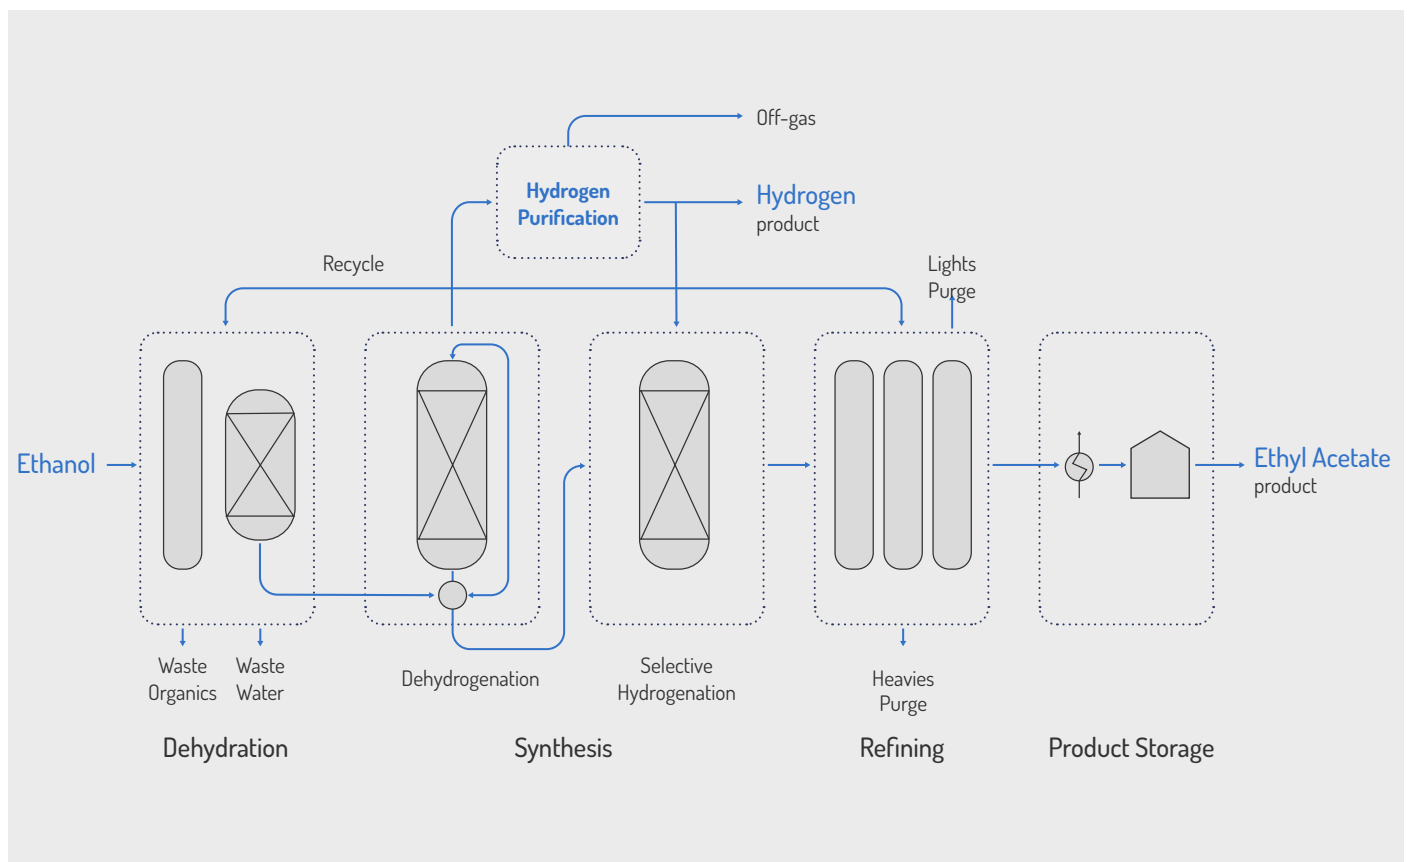 Off-gas
Hydrogen
Purification
Hydrogen
product
Recycle
Lights
Purge
Ethanol
Ethyl Acetate
product
Waste
Organics
Waste
Water
Dehydrogenation
Selective
Hydrogenation
Heavies
Purge
Dehydration
Synthesis
Refining
Product Storage